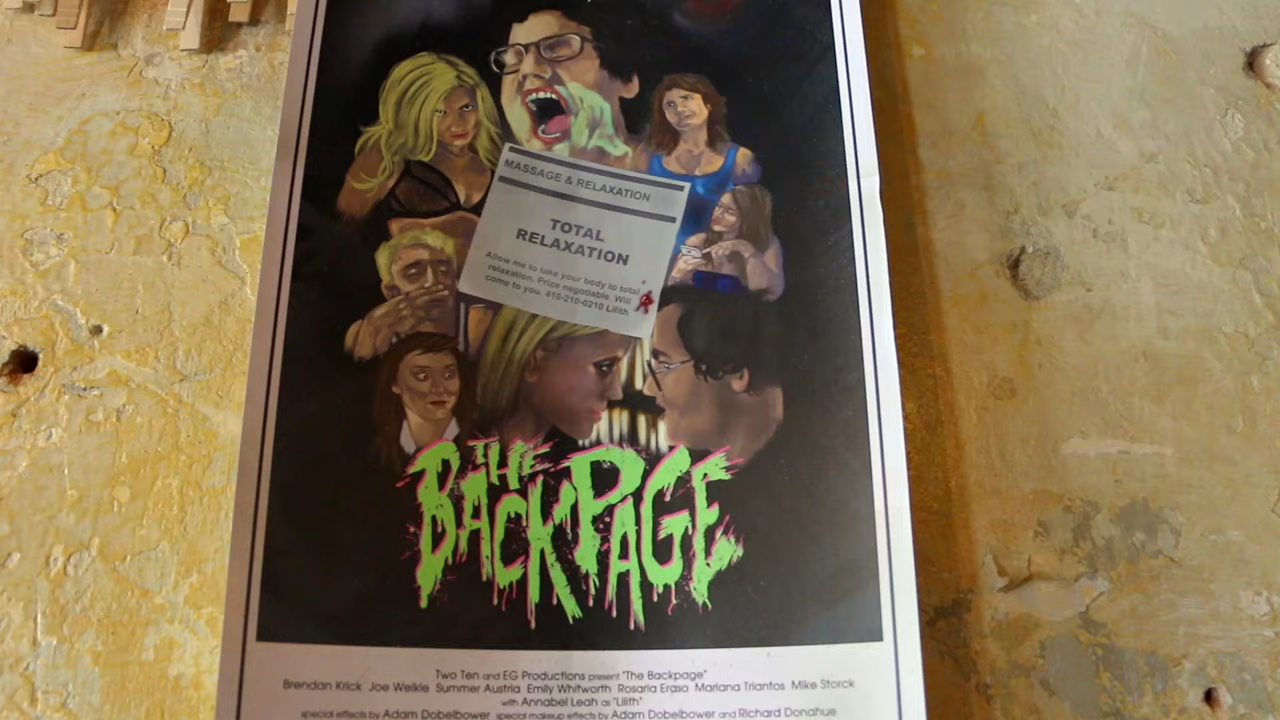 MASSAGE & RELAXATION
TOTAL
RELAXATION
Allow me to take your body to total
relaxation. Price negotiable. Will
come to you. 410-210-0210 Lilith
THE
BACKPAGE
Two Ten and EG Productions present "The Backpage"
Brendan Krick Joe Weikle Summer Austria Emily Whitworth Rosaria Eraso Mariana Triantos Mike Storck
with Annabel Leah as "Lilith"
special effects by Adam Dobelbower special makeup effects by Adam Dobelbower and Richard Donahue